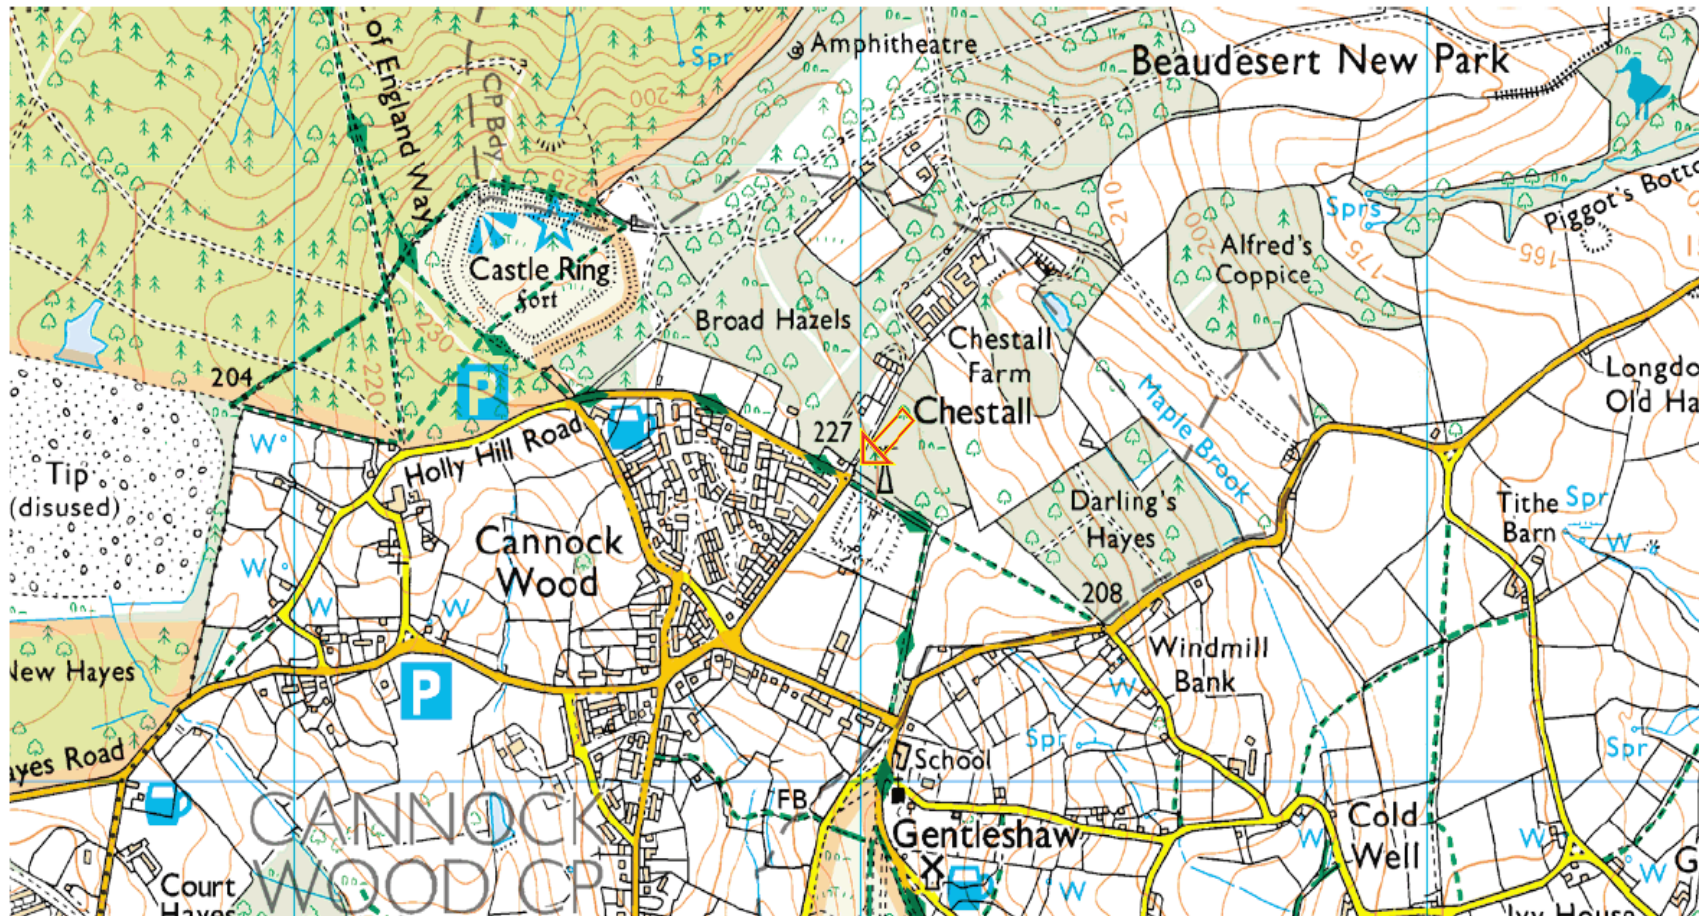 of England Way
CP Bdy
Spr
Amphitheatre
Beaudesert New Park
200
225
210
Sprs
Piggot's Botto
200
Alfred's
Coppice
175
165
Castle Ring
Fort
Broad Hazels
Chestall
Farm
Chestall
230
220
204
P
227
Maple Brook
Longdo
Old Ha
Holly Hill Road
W
Tip
(disused)
Cannock
Wood
Darling's
Hayes
Tithe
Barn
Spr
W
W
W
W
208
New Hayes
P
Windmill
Bank
W
Spr
Spr
ayes Road
School
FB
CANNOCK
WOOD CP
Gentleshaw
Cold
Well
W
W
W
W
G
Court
Hayes
Ivy House